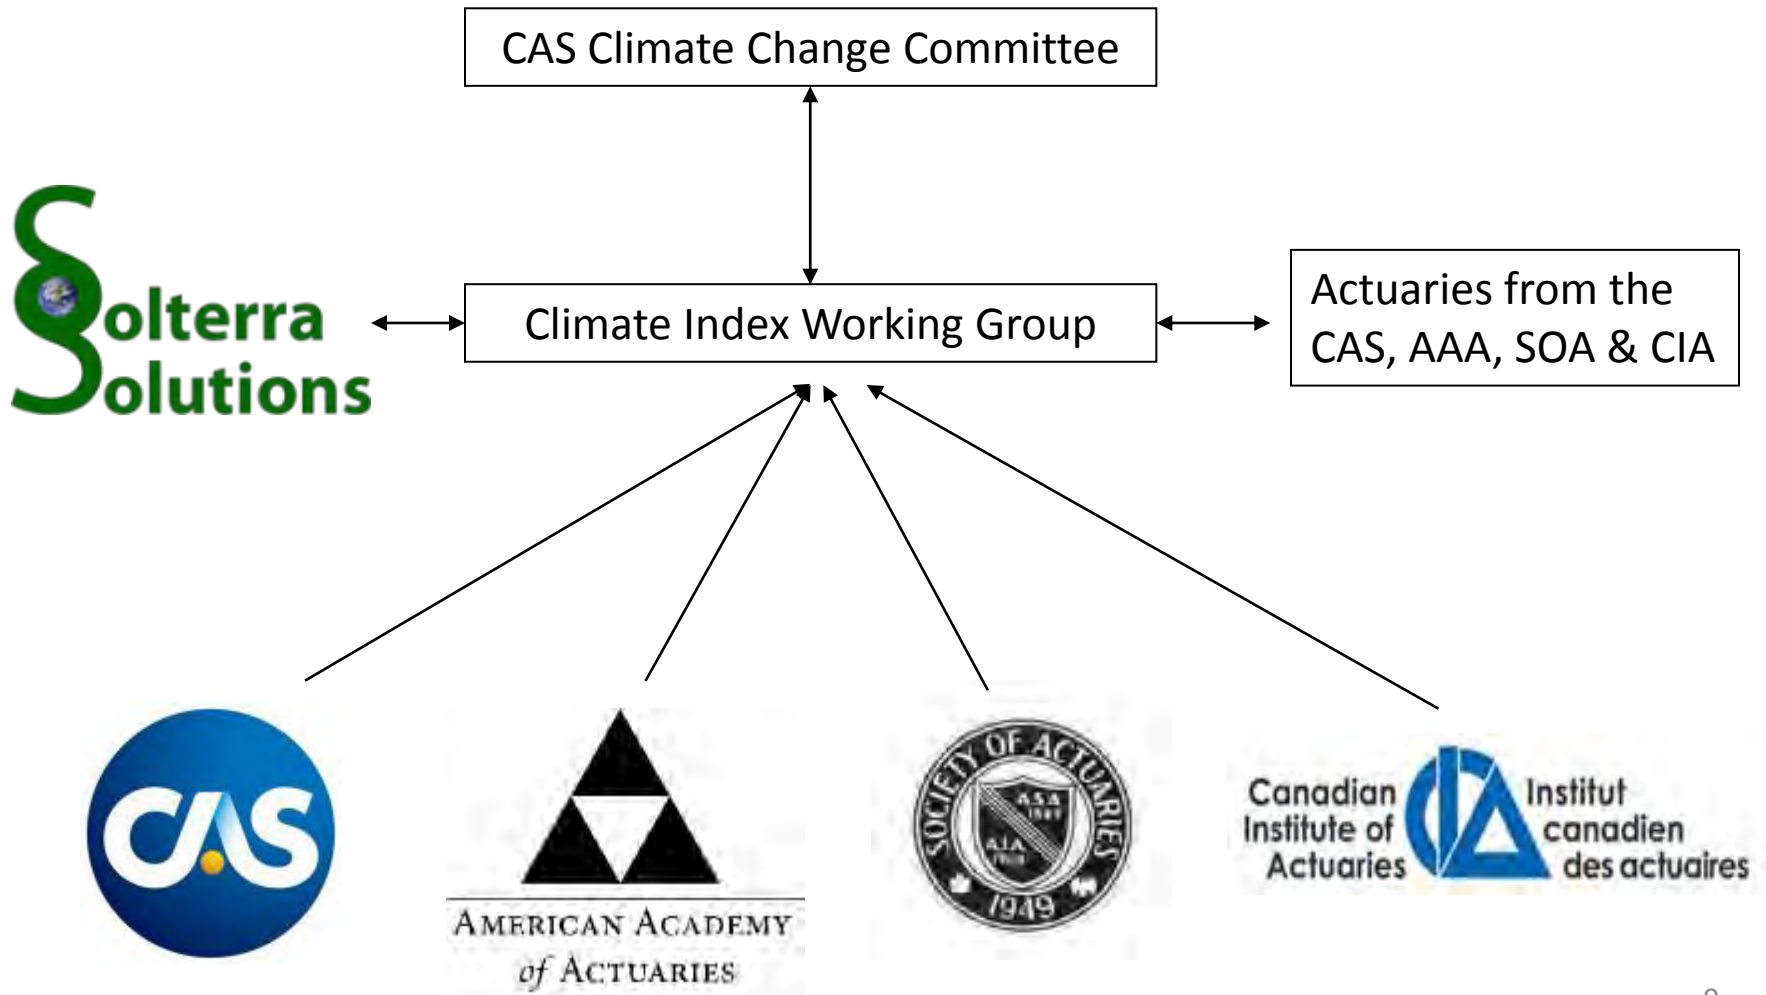 CAS Climate Change Committee
Solterra
Solutions
Climate Index Working Group
Actuaries from the
CAS, AAA, SOA & CIA
CAS
AMERICAN ACADEMY
of ACTUARIES
SOCIETY OF ACTUARIES
A.S.A
A.I.A.
1949
Canadian
Institute of
Actuaries
CIA
Institut
canadien
des actuaires